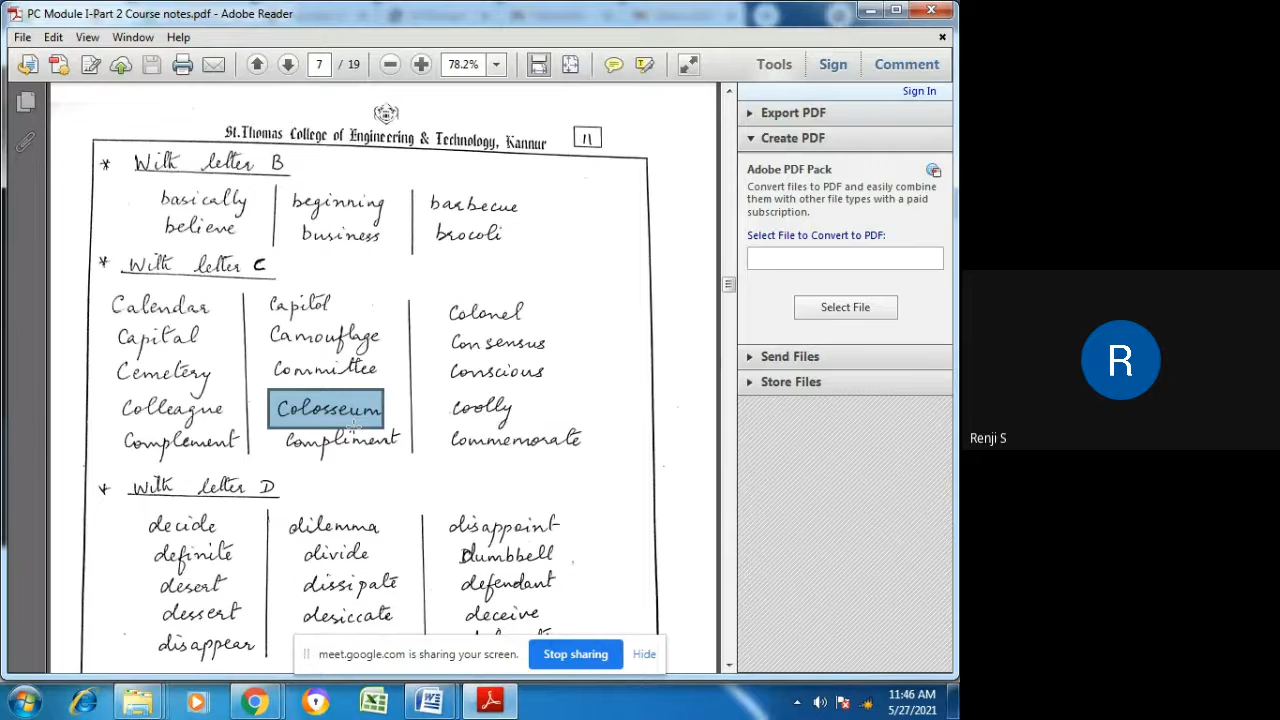 PC Module I-Part 2 Course notes.pdf - Adobe Reader
File Edit View Window Help
7 / 19 78.2% Tools Sign Comment
Sign In
Export PDF
Create PDF
Adobe PDF Pack
Convert files to PDF and easily combine
them with other file types with a paid
subscription.
Select File to Convert to PDF:
Select File
Send Files
Store Files
St.Thomas College of Engineering & Technology, Kannur 11
* With letter B
basically beginning barbecue
believe business brocoli
* With letter C
Calendar Capitol Colonel
Capital Camouflage Consensus
Cemetery Committee Conscious
Colleague Colosseum Coolly
Complement Compliment Commemorate
* With letter D
decide dilemma disappoint
definite divide Dumbbell
desert dissipate defendant
dessert desiccate deceive
disappear
meet.google.com is sharing your screen. Stop sharing Hide
R
Renji S
11:46 AM
5/27/2021